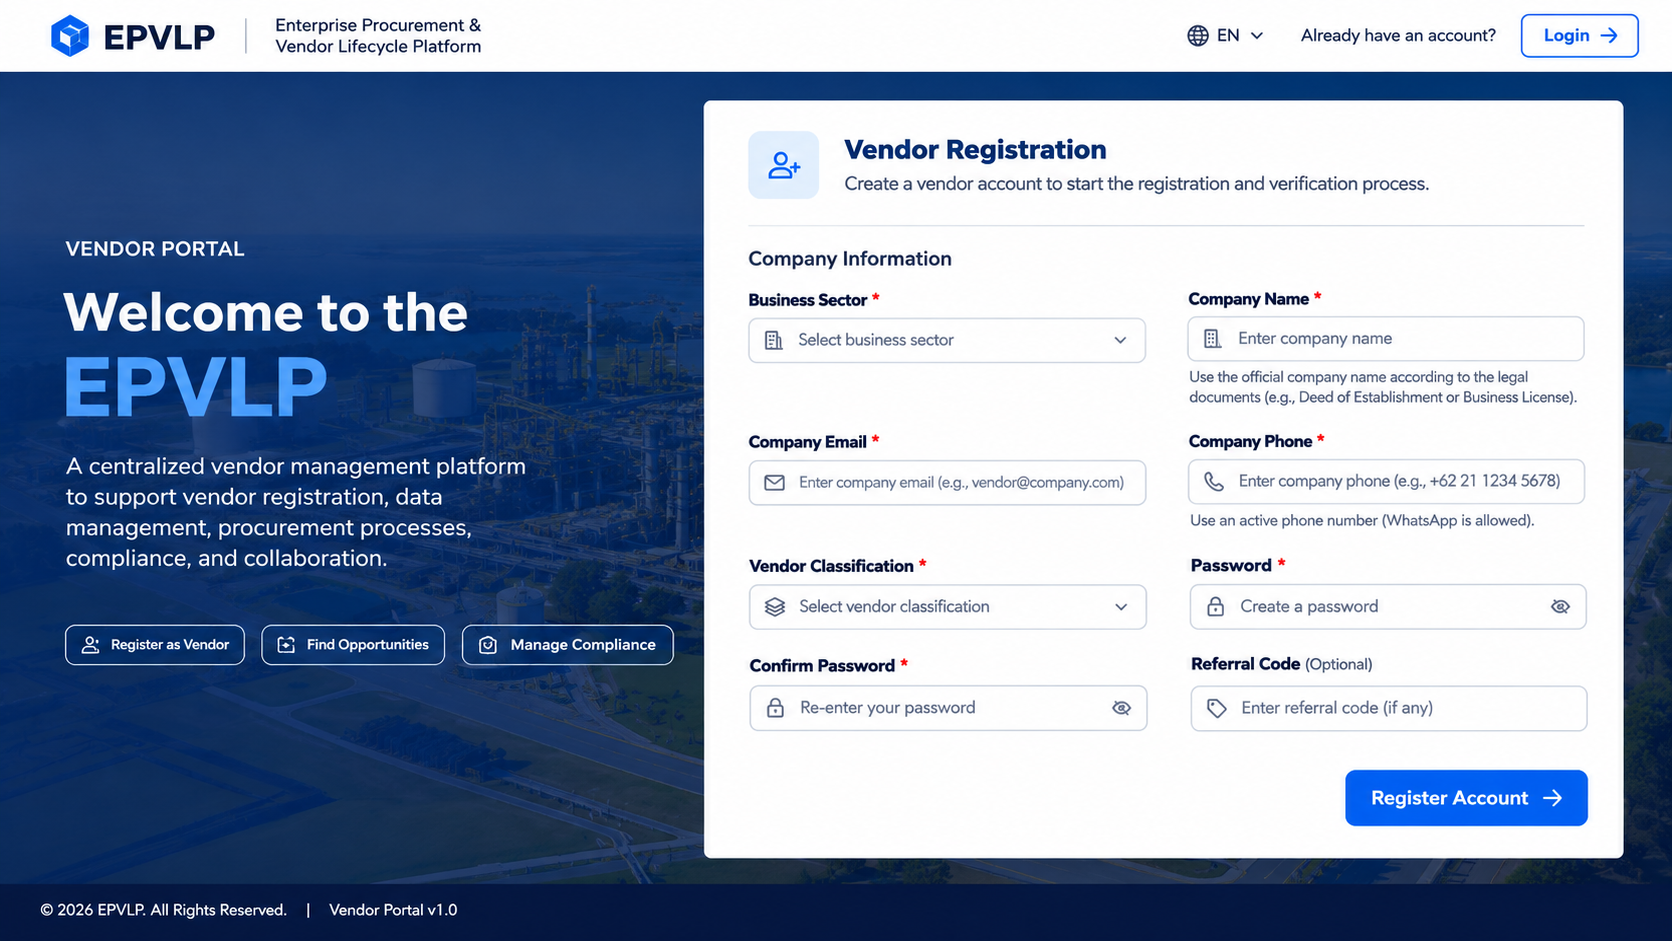 EPVLP
Enterprise Procurement &
Vendor Lifecycle Platform
EN
Already have an account?
Login
VENDOR PORTAL
Welcome to the
EPVLP
A centralized vendor management platform
to support vendor registration, data
management, procurement processes,
compliance, and collaboration.
Register as Vendor
Find Opportunities
Manage Compliance
Vendor Registration
Create a vendor account to start the registration and verification process.
Company Information
Business Sector *
Select business sector
Company Name *
Enter company name
Use the official company name according to the legal
documents (e.g., Deed of Establishment or Business License).
Company Email *
Enter company email (e.g., vendor@company.com)
Company Phone *
Enter company phone (e.g., +62 21 1234 5678)
Use an active phone number (WhatsApp is allowed).
Vendor Classification *
Select vendor classification
Password *
Create a password
Confirm Password *
Re-enter your password
Referral Code (Optional)
Enter referral code (if any)
Register Account
© 2026 EPVLP. All Rights Reserved. | Vendor Portal v1.0